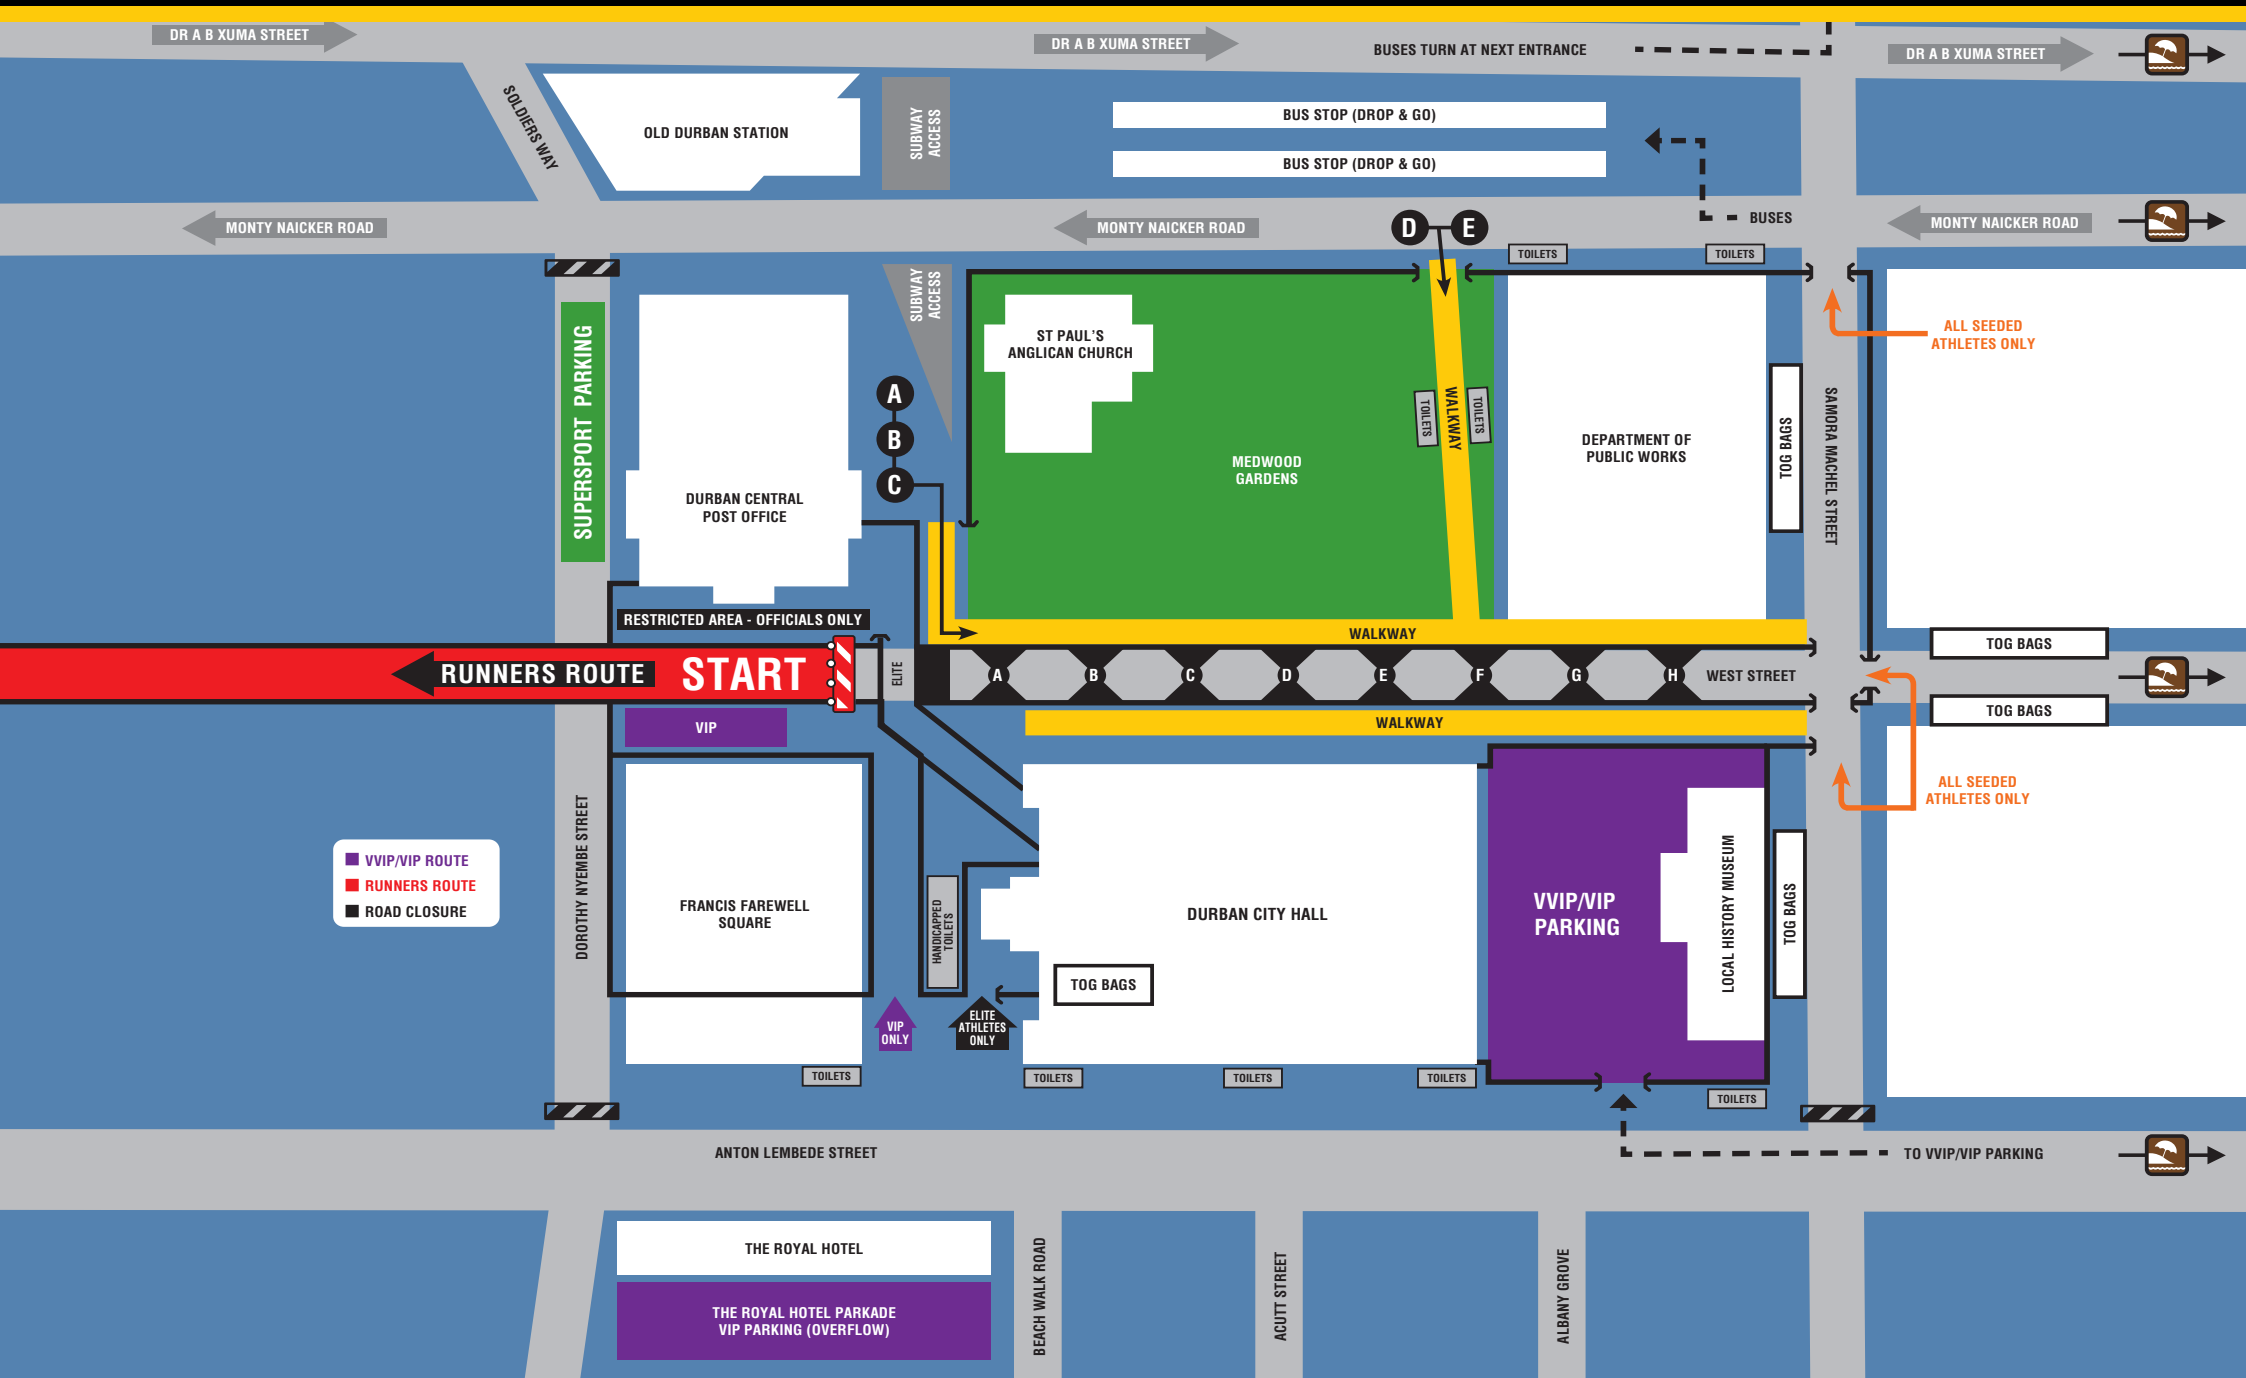 DR A B XUMA STREET
DR A B XUMA STREET
BUSES TURN AT NEXT ENTRANCE
DR A B XUMA STREET
SOLDIERS WAY
OLD DURBAN STATION
SUBWAY
ACCESS
BUS STOP (DROP & GO)
BUS STOP (DROP & GO)
BUSES
MONTY NAICKER ROAD
MONTY NAICKER ROAD
MONTY NAICKER ROAD
D
E
TOILETS
TOILETS
SUBWAY
ACCESS
SUPERSPORT PARKING
ST PAUL'S
ANGLICAN CHURCH
A
B
C
TOILETS
WALKWAY
TOILETS
MEDWOOD
GARDENS
DEPARTMENT OF
PUBLIC WORKS
TOG BAGS
SAMORA MACHEL STREET
ALL SEEDED
ATHLETES ONLY
DURBAN CENTRAL
POST OFFICE
RESTRICTED AREA - OFFICIALS ONLY
WALKWAY
TOG BAGS
RUNNERS ROUTE
START
ELITE
A
B
C
D
E
F
G
H
WEST STREET
TOG BAGS
VIP
WALKWAY
ALL SEEDED
ATHLETES ONLY
DOROTHY NYEMBE STREET
VVIP/VIP ROUTE
RUNNERS ROUTE
ROAD CLOSURE
FRANCIS FAREWELL
SQUARE
HANDICAPPED
TOILETS
DURBAN CITY HALL
TOG BAGS
VVIP/VIP
PARKING
LOCAL HISTORY MUSEUM
TOG BAGS
VIP
ONLY
ELITE
ATHLETES
ONLY
TOILETS
TOILETS
TOILETS
TOILETS
TOILETS
ANTON LEMBEDE STREET
TO VVIP/VIP PARKING
THE ROYAL HOTEL
THE ROYAL HOTEL PARKADE
VIP PARKING (OVERFLOW)
BEACH WALK ROAD
ACUTT STREET
ALBANY GROVE